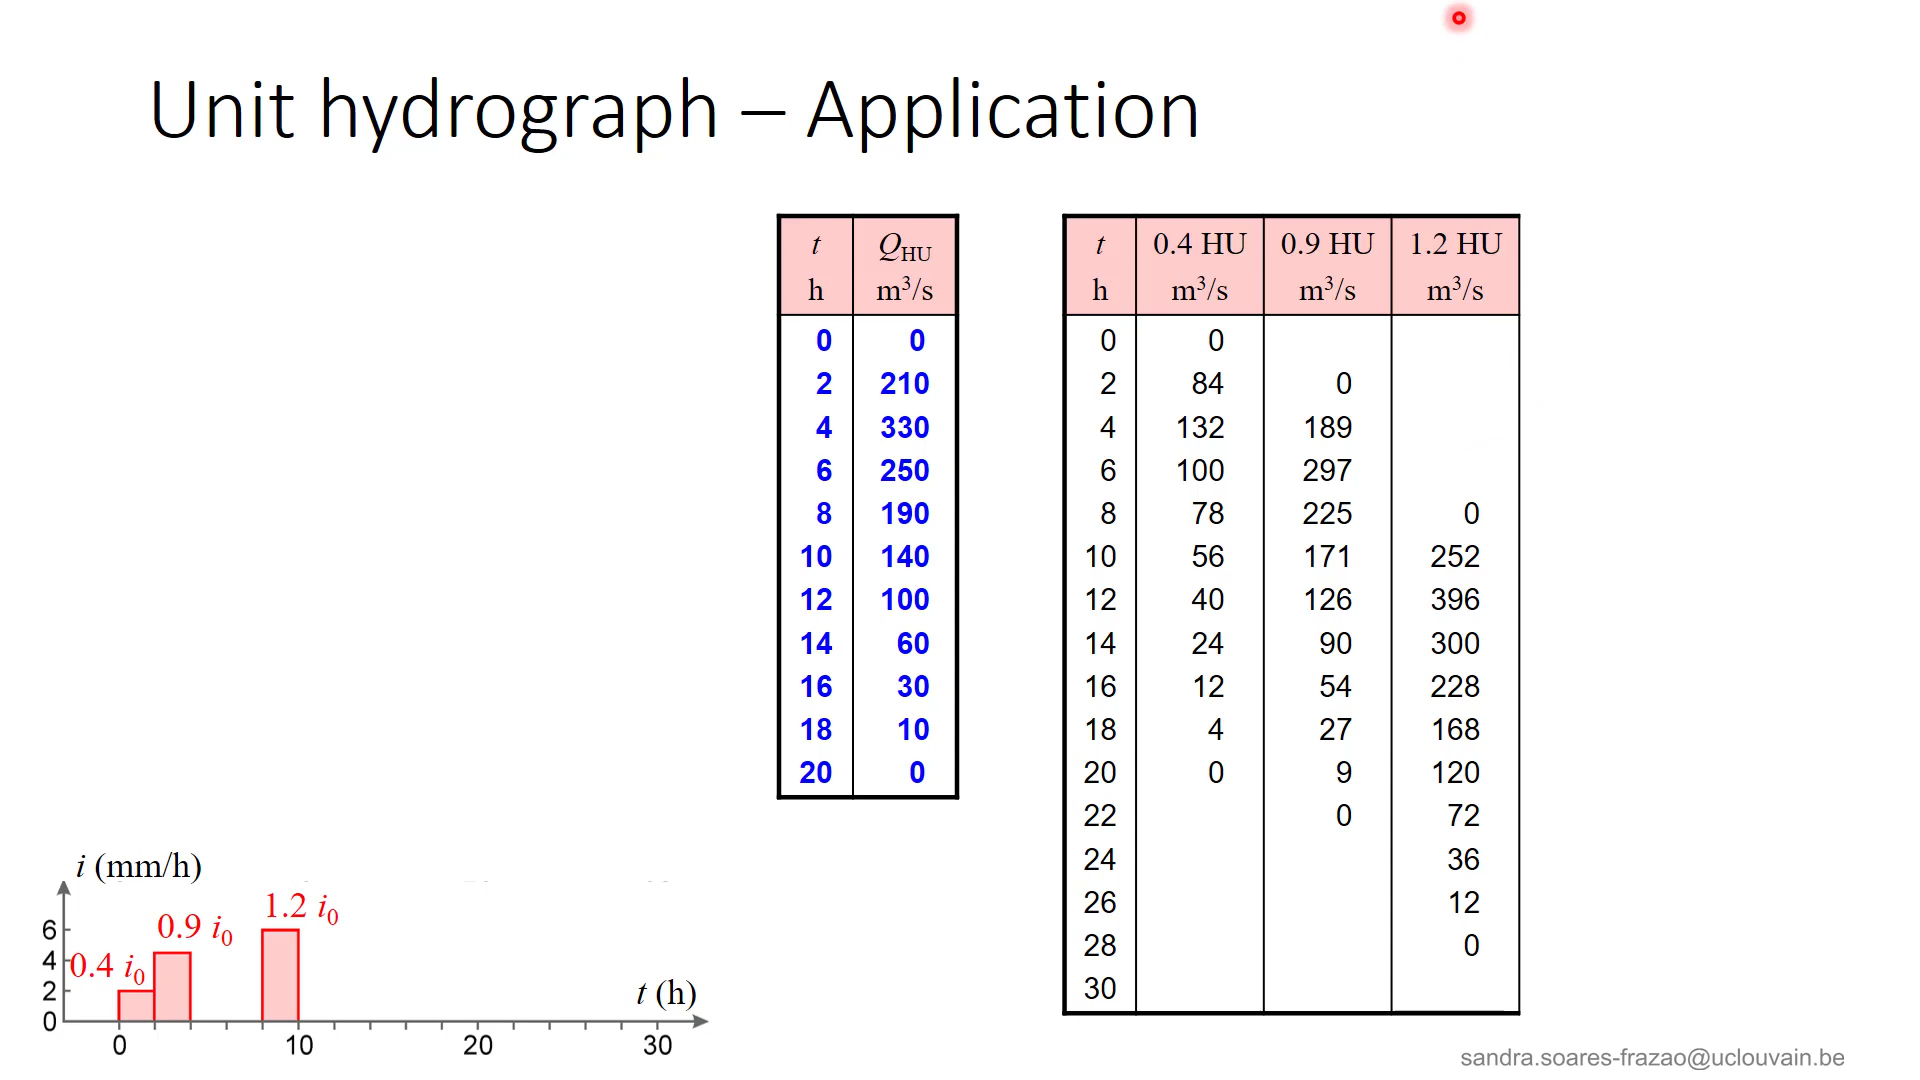 Unit hydrograph – Application
t Q_HU
h m³/s
0 0
2 210
4 330
6 250
8 190
10 140
12 100
14 60
16 30
18 10
20 0
t 0.4 HU 0.9 HU 1.2 HU
h m³/s m³/s m³/s
0 0
2 84 0
4 132 189
6 100 297
8 78 225 0
10 56 171 252
12 40 126 396
14 24 90 300
16 12 54 228
18 4 27 168
20 0 9 120
22 0 72
24 36
26 12
28 0
30
i (mm/h)
1.2 i₀
0.9 i₀
0.4 i₀
6
4
2
0
t (h)
0 10 20 30
sandra.soares-frazao@uclouvain.be